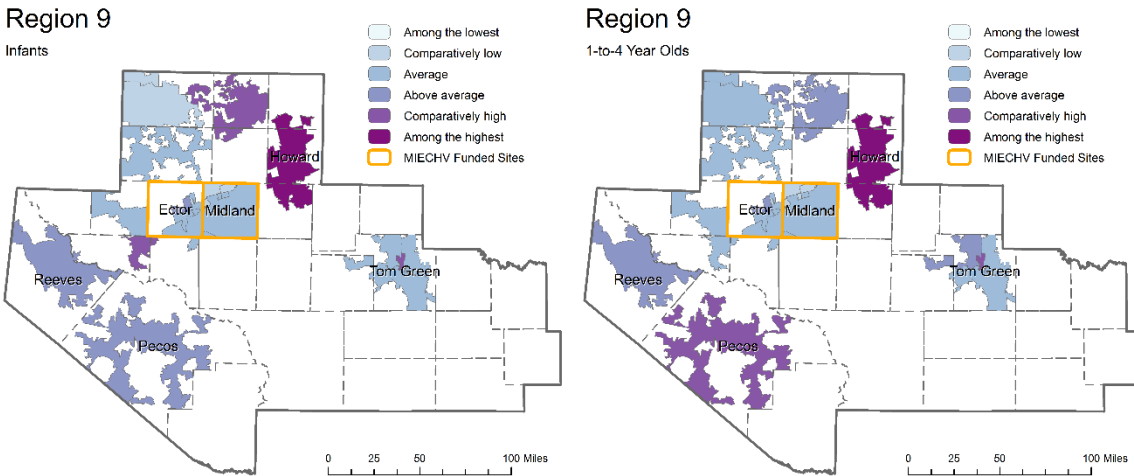 Region 9
Infants
Among the lowest
Comparatively low
Average
Above average
Comparatively high
Among the highest
MIECHV Funded Sites
Howard
Ector
Midland
Reeves
Tom Green
Pecos
0 25 50 100 Miles
Region 9
1-to-4 Year Olds
Among the lowest
Comparatively low
Average
Above average
Comparatively high
Among the highest
MIECHV Funded Sites
Howard
Ector
Midland
Reeves
Tom Green
Pecos
0 25 50 100 Miles